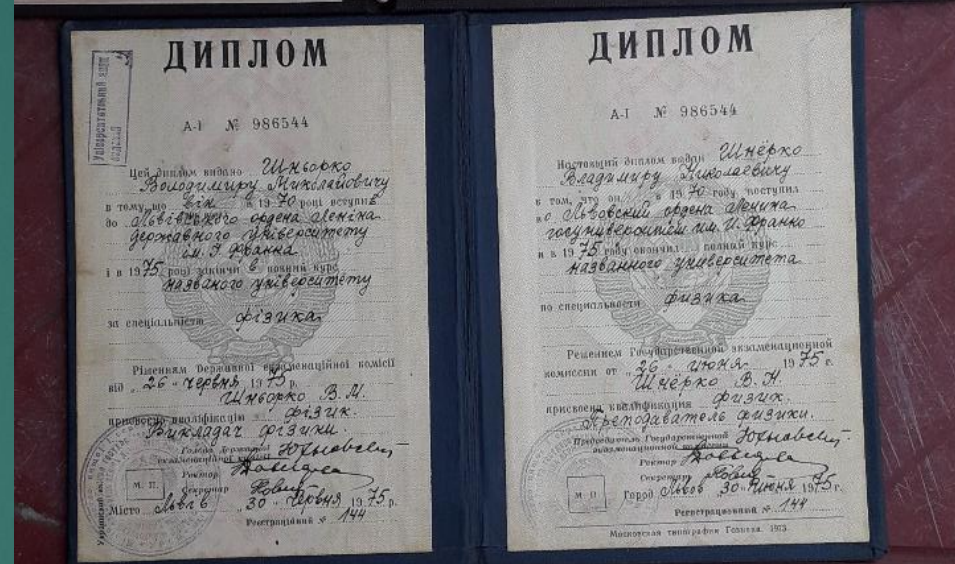 ДИПЛОМ
А-І № 986544
Цей диплом видано Шньорко
Володимиру Миколайовичу
в тому, що він в 1970 році вступив
до Львівського ордена Леніна
державного університету
ім. І. Франка
і в 1975 році закінчив повний курс
названого університету
за спеціальністю фізика
Рішенням Державної екзаменаційної комісії
від "26" червня 1975 р.
Шньорко В. М.
присвоєно кваліфікацію фізик.
Викладач фізики.
Голова Державної
екзаменаційної комісії
Ректор
Секретар
М. П.
Місто Львів "30" червня 1975 р.
Реєстраційний № 144
ДИПЛОМ
А-І № 986544
Настоящий диплом выдан Шнёрко
Владимиру Николаевичу
в том, что он в 1970 году поступил
в Львовский ордена Ленина
госуниверситет им. И. Франко
и в 1975 году окончил полный курс
названного университета
по специальности физика
Решением Государственной экзаменационной
комиссии от "26" июня 1975 г.
Шнёрко В. Н.
присвоена квалификация физик.
Преподаватель физики.
Председатель Государственной
экзаменационной комиссии
Ректор
Секретарь
М. П.
Город Львов 30 июня 1975 г.
Регистрационный № 144
Московская типография Гознака. 1973.